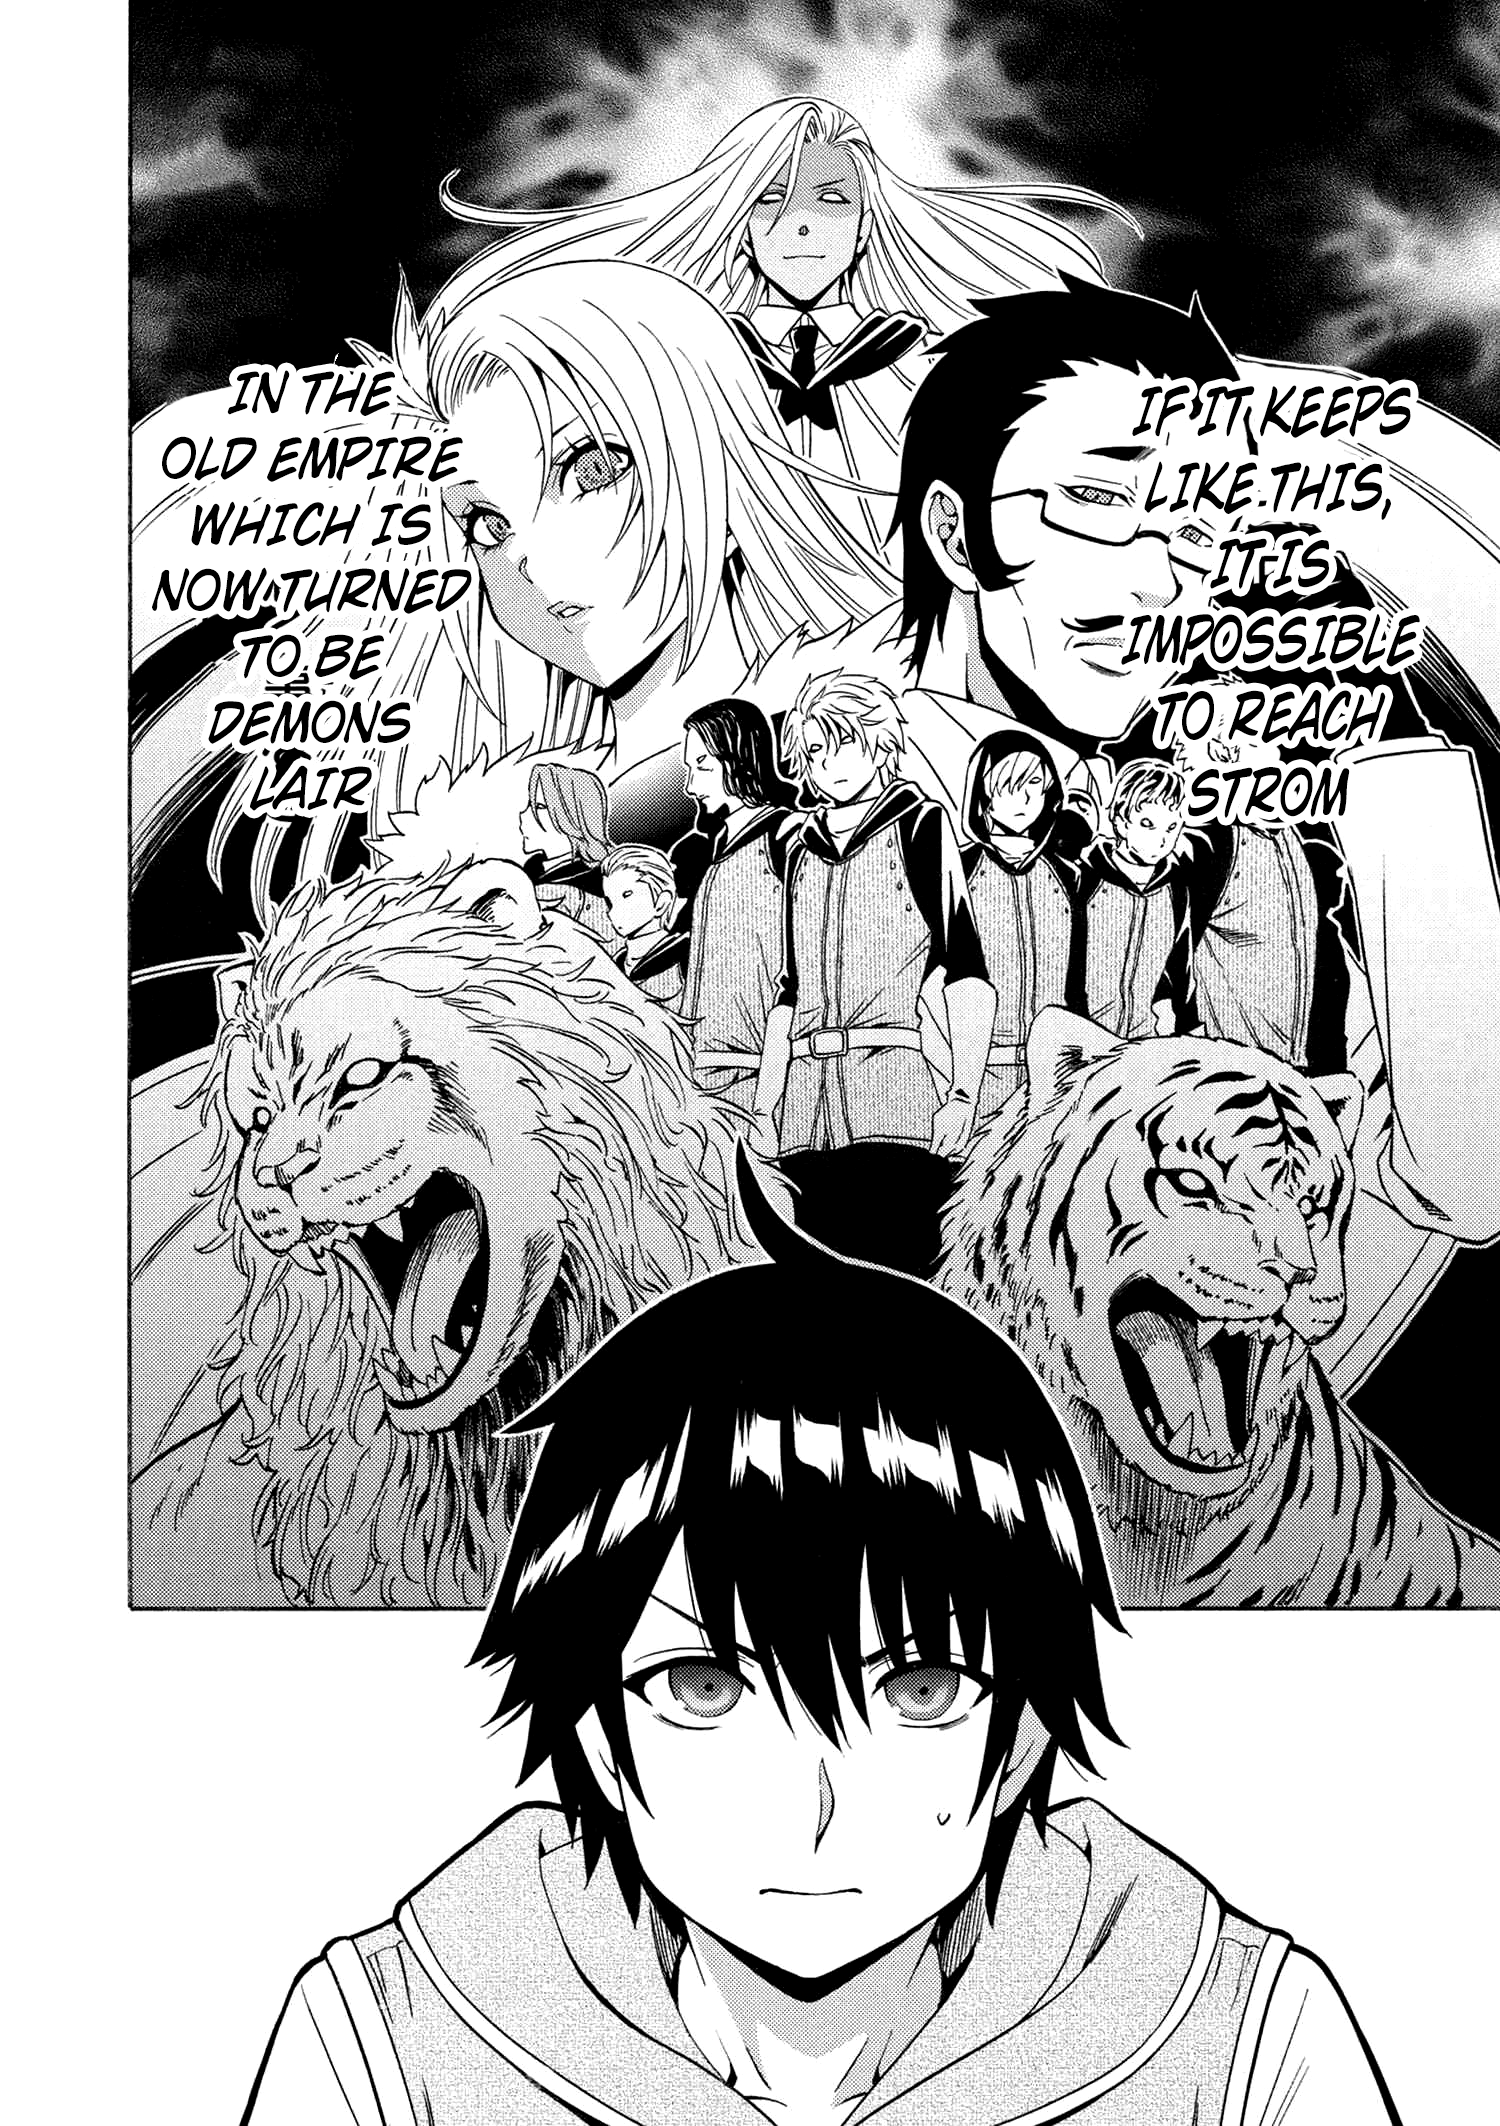 IF IT KEEPS
LIKE THIS,
IT IS
IMPOSSIBLE
TO REACH
STROM
IN THE
OLD EMPIRE
WHICH IS
NOW TURNED
TO BE
DEMONS
LAIR